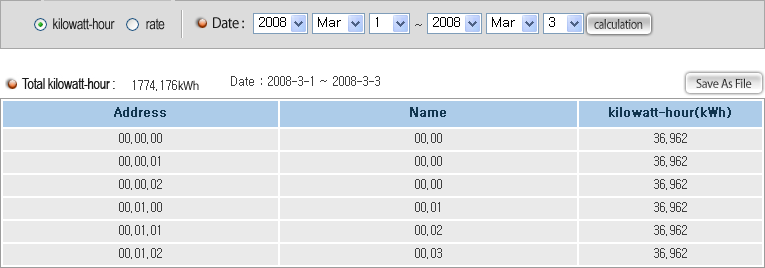 kilowatt-hour rate Date : 2008 Mar 1 ~ 2008 Mar 3 calculation
Total kilowatt-hour : 1774,176kWh Date : 2008-3-1 ~ 2008-3-3 Save As File
Address Name kilowatt-hour(kWh)
00,00,00 00,00 36,962
00,00,01 00,00 36,962
00,00,02 00,00 36,962
00,01,00 00,01 36,962
00,01,01 00,02 36,962
00,01,02 00,03 36,962